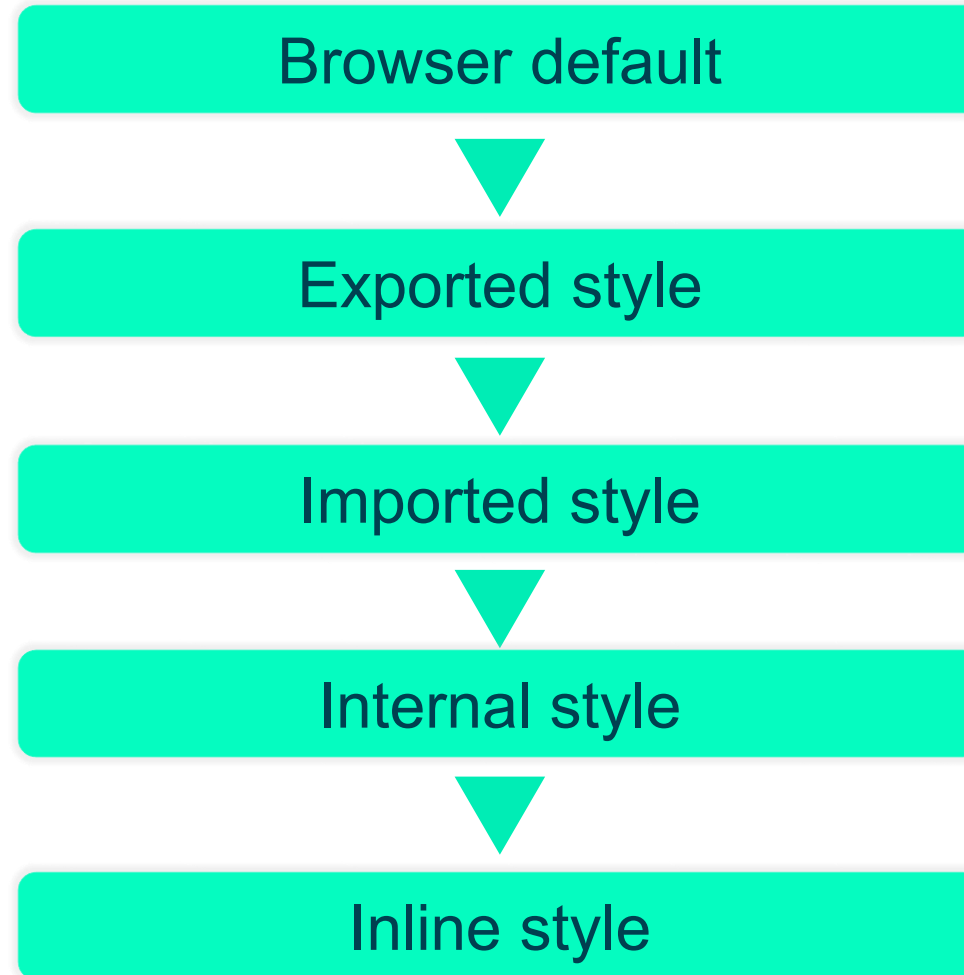 Browser default
Exported style
Imported style
Internal style
Inline style